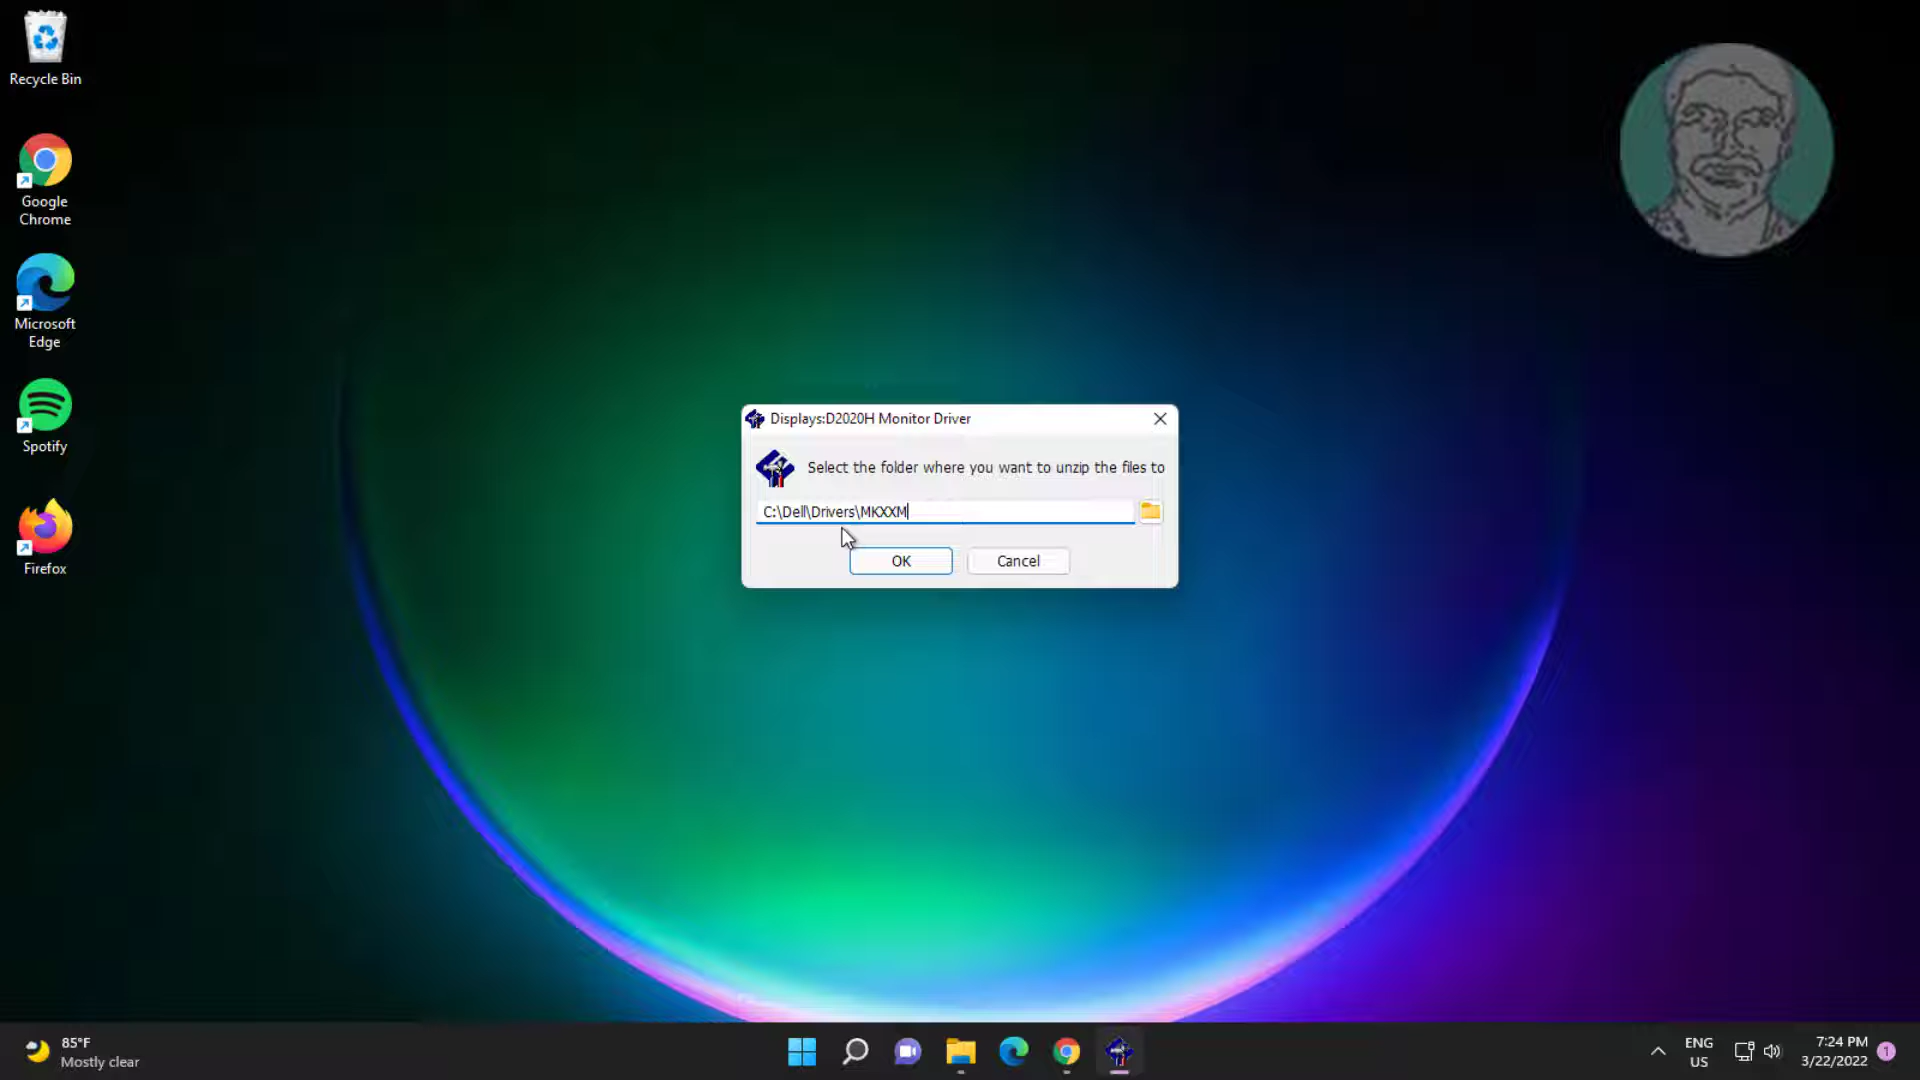 Recycle Bin
Google
Chrome
Microsoft
Edge
Spotify
Firefox
Displays:D2020H Monitor Driver
Select the folder where you want to unzip the files to
C:\Dell\Drivers\MKXXM
OK
Cancel
85°F
Mostly clear
ENG
US
7:24 PM
3/22/2022
1